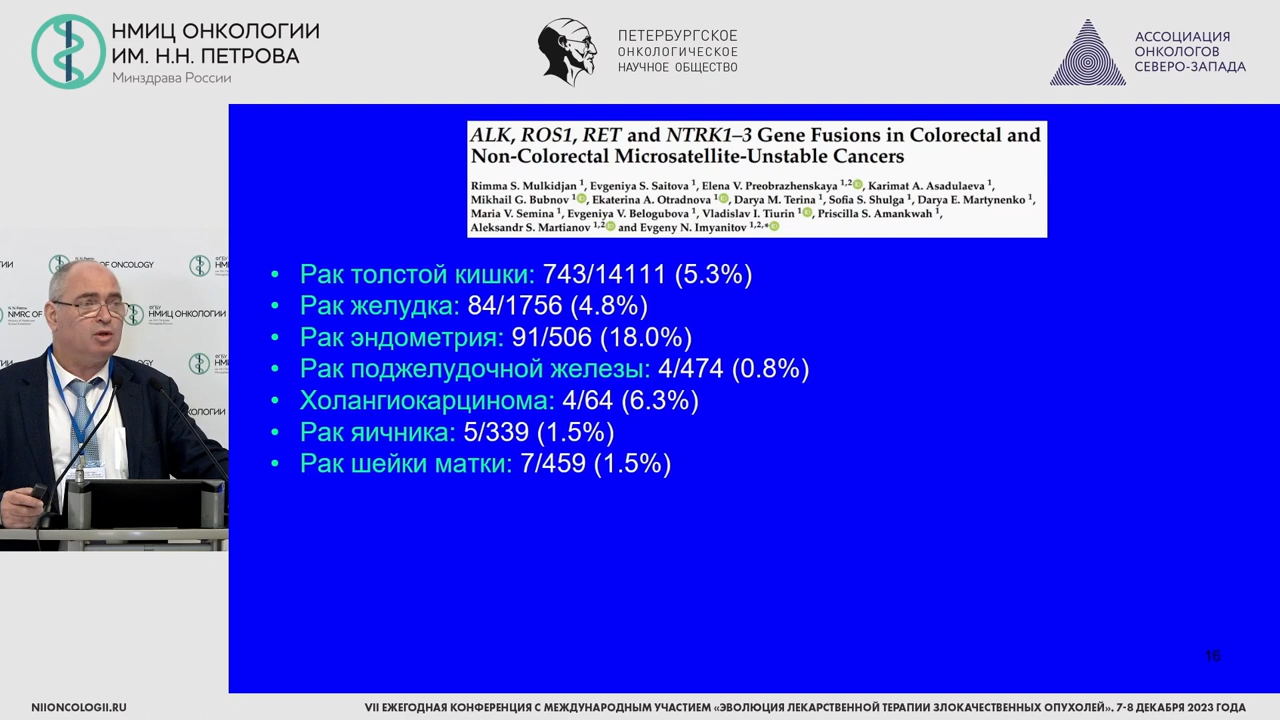 НМИЦ ОНКОЛОГИИ
ИМ. Н.Н. ПЕТРОВА
Минздрава России
ПЕТЕРБУРГСКОЕ
ОНКОЛОГИЧЕСКОЕ
НАУЧНОЕ ОБЩЕСТВО
АССОЦИАЦИЯ
ОНКОЛОГОВ
СЕВЕРО-ЗАПАДА
ALK, ROS1, RET and NTRK1–3 Gene Fusions in Colorectal and
Non-Colorectal Microsatellite-Unstable Cancers
Rimma S. Mulkidjan 1, Evgeniya S. Saitova 1, Elena V. Preobrazhenskaya 1,2, Karimat A. Asadulaeva 1,
Mikhail G. Bubnov 1, Ekaterina A. Otradnova 1, Darya M. Terina 1, Sofia S. Shulga 1, Darya E. Martynenko 1,
Maria V. Semina 1, Evgeniya V. Belogubova 1, Vladislav I. Tiurin 1, Priscilla S. Amankwah 1,
Aleksandr S. Martianov 1,2 and Evgeny N. Imyanitov 1,2,*
• Рак толстой кишки: 743/14111 (5.3%)
• Рак желудка: 84/1756 (4.8%)
• Рак эндометрия: 91/506 (18.0%)
• Рак поджелудочной железы: 4/474 (0.8%)
• Холангиокарцинома: 4/64 (6.3%)
• Рак яичника: 5/339 (1.5%)
• Рак шейки матки: 7/459 (1.5%)
16
OF ONCOLOGY
NMRC OF
НМИЦ ОНКОЛОГИИ
NIIONCOLOGII.RU
VII ЕЖЕГОДНАЯ КОНФЕРЕНЦИЯ С МЕЖДУНАРОДНЫМ УЧАСТИЕМ «ЭВОЛЮЦИЯ ЛЕКАРСТВЕННОЙ ТЕРАПИИ ЗЛОКАЧЕСТВЕННЫХ ОПУХОЛЕЙ». 7-8 ДЕКАБРЯ 2023 ГОДА